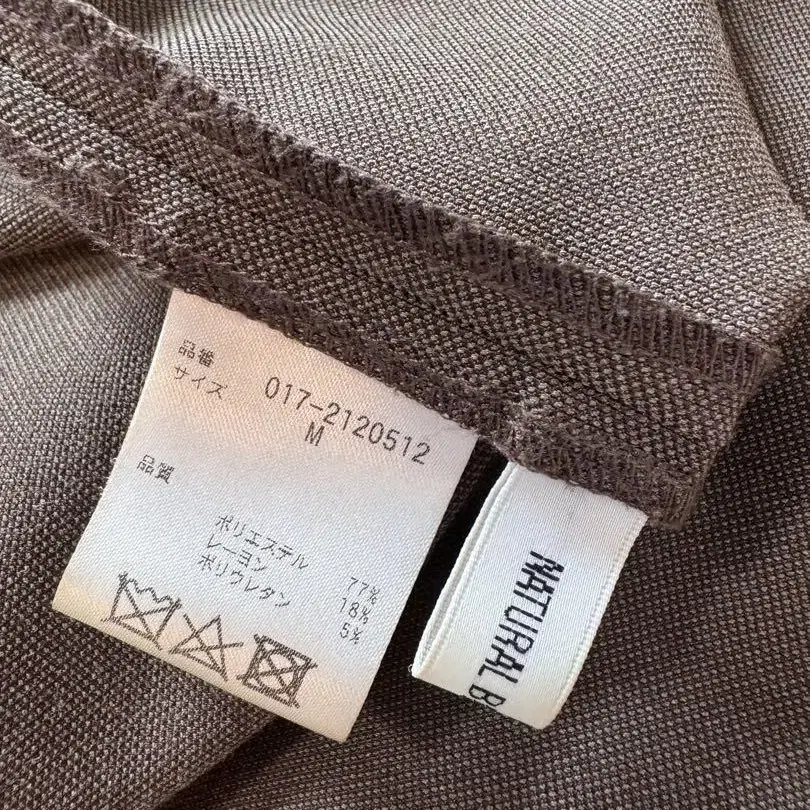 品番 017-2120512
サイズ M
品質
ポリエステル 77%
レーヨン 18%
ポリウレタン 5%
NATURAL